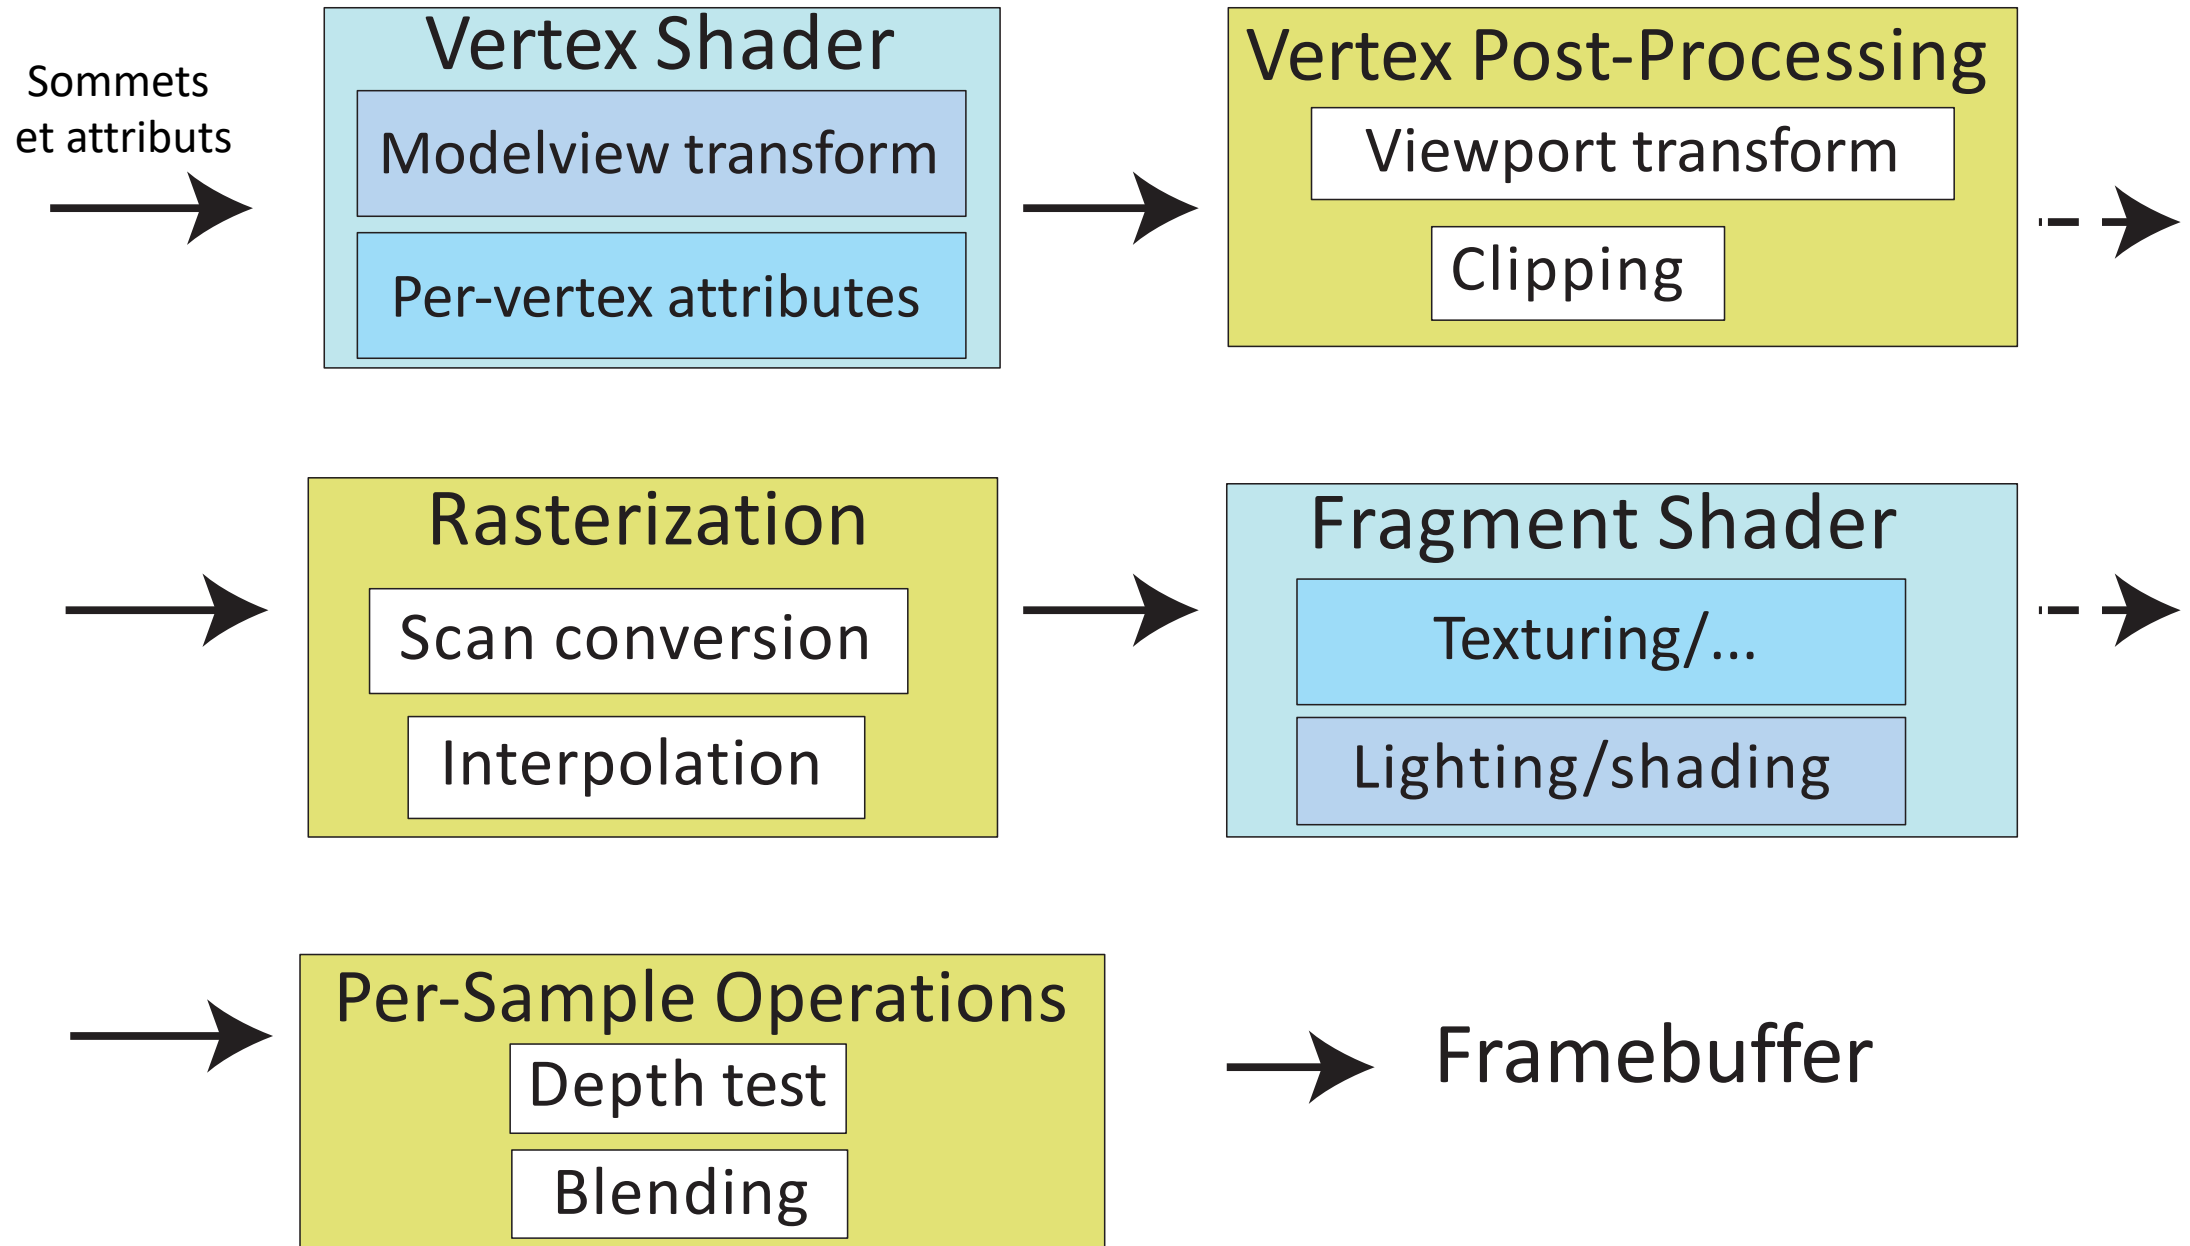 Sommets
et attributs
Vertex Shader
Modelview transform
Per-vertex attributes
Vertex Post-Processing
Viewport transform
Clipping
Rasterization
Scan conversion
Interpolation
Fragment Shader
Texturing/...
Lighting/shading
Per-Sample Operations
Depth test
Blending
Framebuffer